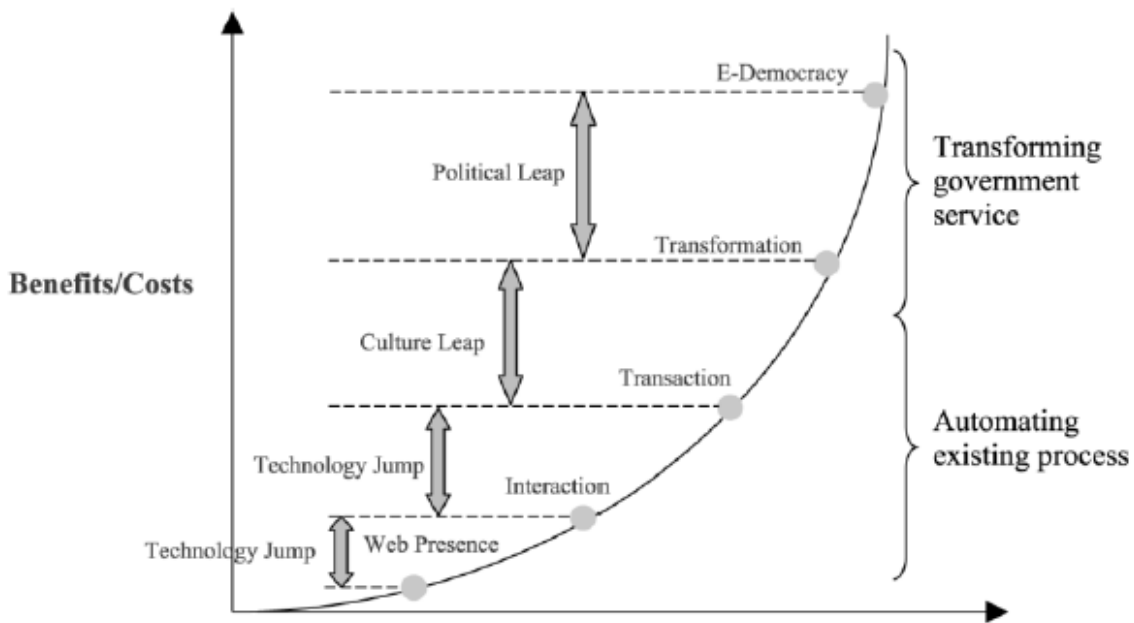 E-Democracy
Political Leap
Transforming
government
service
Transformation
Benefits/Costs
Culture Leap
Transaction
Automating
existing process
Technology Jump
Interaction
Web Presence
Technology Jump